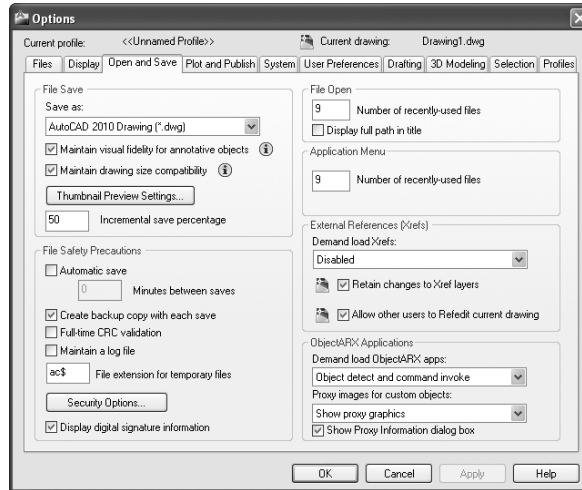 Options
Current profile: <<Unnamed Profile>> Current drawing: Drawing1.dwg
Files Display Open and Save Plot and Publish System User Preferences Drafting 3D Modeling Selection Profiles
File Save
Save as:
AutoCAD 2010 Drawing (*.dwg)
Maintain visual fidelity for annotative objects
Maintain drawing size compatibility
Thumbnail Preview Settings...
50 Incremental save percentage
File Safety Precautions
Automatic save
0 Minutes between saves
Create backup copy with each save
Full-time CRC validation
Maintain a log file
ac$ File extension for temporary files
Security Options...
Display digital signature information
File Open
9 Number of recently-used files
Display full path in title
Application Menu
9 Number of recently-used files
External References (Xrefs)
Demand load Xrefs:
Disabled
Retain changes to Xref layers
Allow other users to Refedit current drawing
ObjectARX Applications
Demand load ObjectARX apps:
Object detect and command invoke
Proxy images for custom objects:
Show proxy graphics
Show Proxy Information dialog box
OK Cancel Apply Help